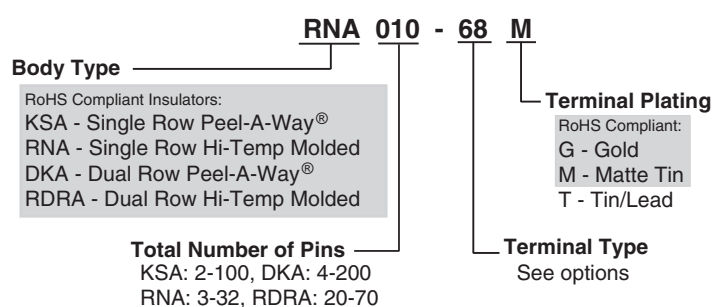 RNA 010 - 68 M
Body Type
RoHS Compliant Insulators:
KSA - Single Row Peel-A-Way®
RNA - Single Row Hi-Temp Molded
DKA - Dual Row Peel-A-Way®
RDRA - Dual Row Hi-Temp Molded
Terminal Plating
RoHS Compliant:
G - Gold
M - Matte Tin
T - Tin/Lead
Total Number of Pins
KSA: 2-100, DKA: 4-200
RNA: 3-32, RDRA: 20-70
Terminal Type
See options